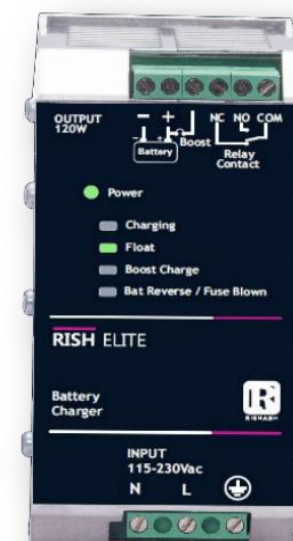 OUTPUT
120W
− +
NC NO COM
− +
Battery
Boost
Relay
Contact
Power
Charging
Float
Boost Charge
Bat Reverse / Fuse Blown
RISH ELITE
Battery
Charger
R
RISHABH
INPUT
115-230Vac
N L